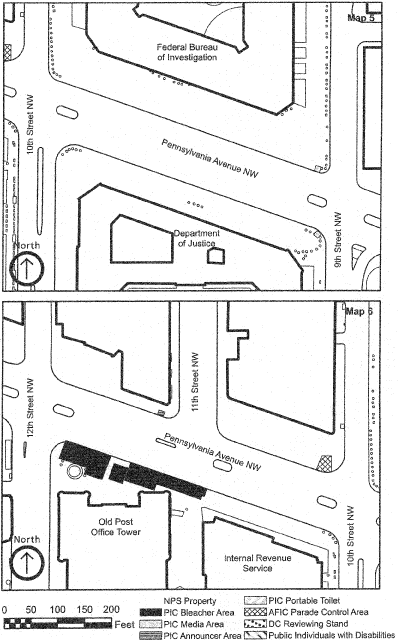 Map 5
Federal Bureau
of Investigation
10th Street NW
Pennsylvania Avenue NW
Department
of Justice
9th Street NW
North
Map 6
11th Street NW
12th Street NW
Pennsylvania Avenue NW
Old Post
Office Tower
North
Internal Revenue
Service
10th Street NW
0 50 100 150 200
Feet
NPS Property
PIC Bleacher Area
PIC Media Area
PIC Announcer Area
PIC Portable Toilet
AFIC Parade Control Area
DC Reviewing Stand
Public Individuals with Disabilities